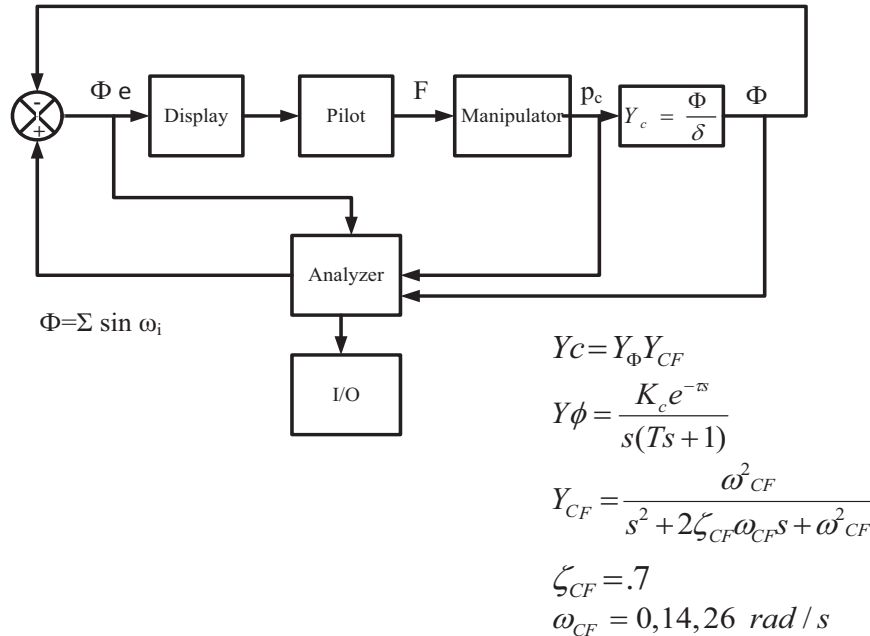 -
+
Φ e
Display
Pilot
F
Manipulator
p_c
Y_c = Φ/δ
Φ
Analyzer
Φ=Σ sin ω_i
I/O
Yc = Y_Φ Y_CF
Yϕ = K_c e^{-τs} / s(Ts + 1)
Y_CF = ω²_CF / s² + 2ζ_CF ω_CF s + ω²_CF
ζ_CF = .7
ω_CF = 0,14,26 rad / s